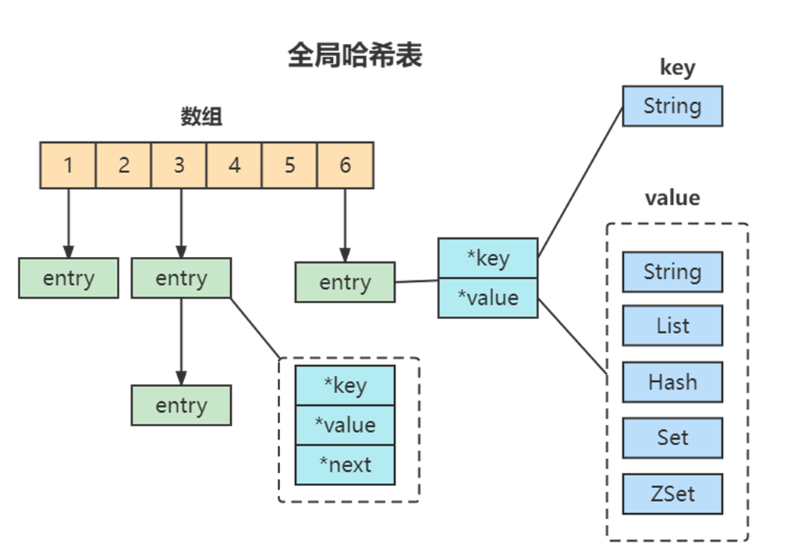 全局哈希表
key
String
数组
1 2 3 4 5 6
value
entry
entry
entry
*key
*value
String
List
Hash
Set
ZSet
entry
*key
*value
*next